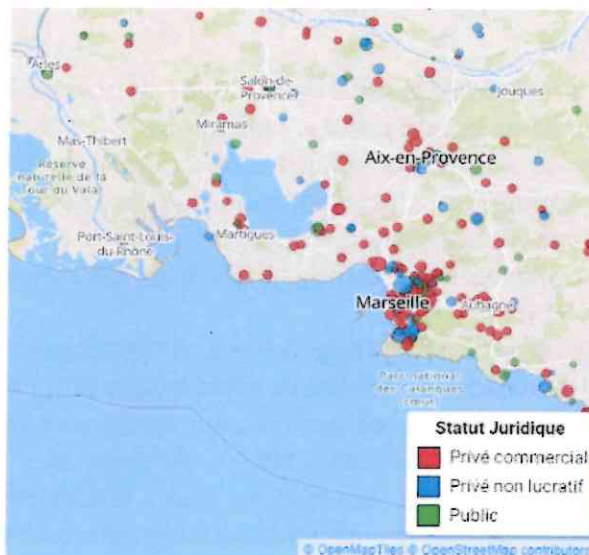 Arles
Salon-de-
Provence
Jouques
Miramas
Mas-Thibert
Aix-en-Provence
Réserve
naturelle de la
Tour du Valat
Port-Saint-Louis-
du-Rhône
Martigues
Marseille
Aubagne
Parc national
des Calanques
(cœur)
Statut Juridique
Privé commercial
Privé non lucratif
Public
© OpenMapTiles © OpenStreetMap contributors